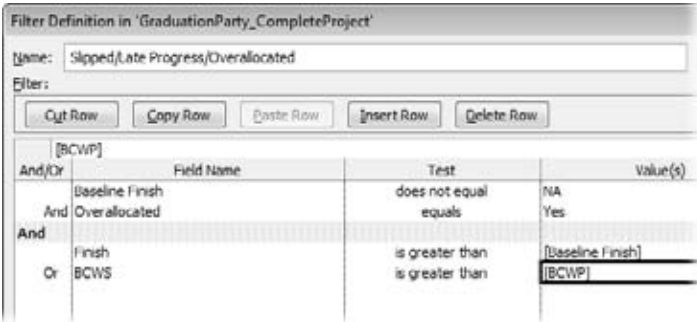 Filter Definition in 'GraduationParty_CompleteProject'
Name: Slipped/Late Progress/Overallocated
Filter:
Cut Row Copy Row Paste Row Insert Row Delete Row
[BCWP]
And/Or Field Name Test Value(s)
Baseline Finish does not equal NA
And Overallocated equals Yes
And
Finish is greater than [Baseline Finish]
Or BCWS is greater than [BCWP]